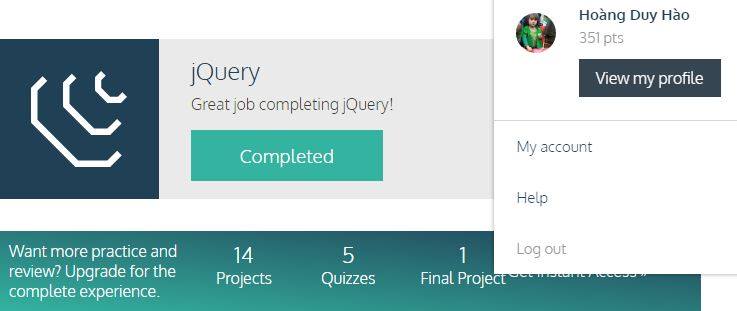 Hoàng Duy Hào
351 pts
View my profile
My account
Help
Log out
jQuery
Great job completing jQuery!
Completed
Want more practice and
review? Upgrade for the
complete experience.
14
Projects
5
Quizzes
1
Final Project
Get Instant Access »